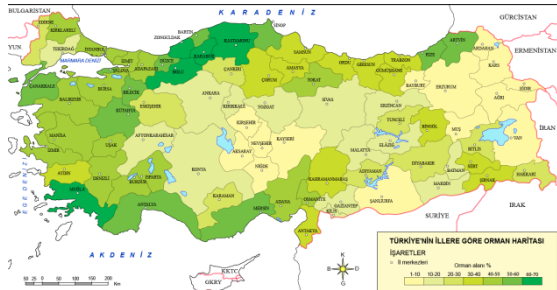 BULGARİSTAN
KARADENİZ
GÜRCİSTAN
YUN.
ERMENİSTAN
MARMARA DENİZİ
İRAN
EDİRNE
KIRKLARELİ
TEKİRDAĞ
İSTANBUL
ZONGULDAK
BARTIN
KASTAMONU
SİNOP
SAMSUN
ORDU
GİRESUN
TRABZON
RİZE
ARTVİN
KARS
AĞRI
ERZURUM
BAYBURT
GÜMÜŞHANE
TOKAT
AMASYA
ÇORUM
ÇANKIRI
BOLU
BİLECİK
BURSA
ÇANAKKALE
BALIKESİR
KÜTAHYA
ESKİŞEHİR
ANKARA
KIRIKKALE
YOZGAT
SİVAS
ERZİNCAN
TUNCELİ
BİNGÖL
MUŞ
VAN
BİTLİS
ELAZIĞ
MALATYA
KAYSERİ
KIRŞEHİR
NEVŞEHİR
AKSARAY
NİĞDE
KONYA
AFYONKARAHİSAR
UŞAK
MANİSA
İZMİR
AYDIN
DENİZLİ
MUĞLA
BURDUR
ISPARTA
ANTALYA
KARAMAN
MERSİN
ADANA
OSMANİYE
KAHRAMANMARAŞ
GAZİANTEP
KİLİS
ANTAKYA
ŞANLIURFA
ADIYAMAN
DİYARBAKIR
MARDİN
BATMAN
SİİRT
ŞIRNAK
HAKKARİ
EGE DENİZİ
AKDENİZ
SURİYE
IRAK
KKTC
GKRY
TÜRKİYE'NİN İLLERE GÖRE ORMAN HARİTASI
İŞARETLER
İl merkezleri
Orman alanı %
1-10 10-20 20-30 30-40 40-50 50-60 60-70